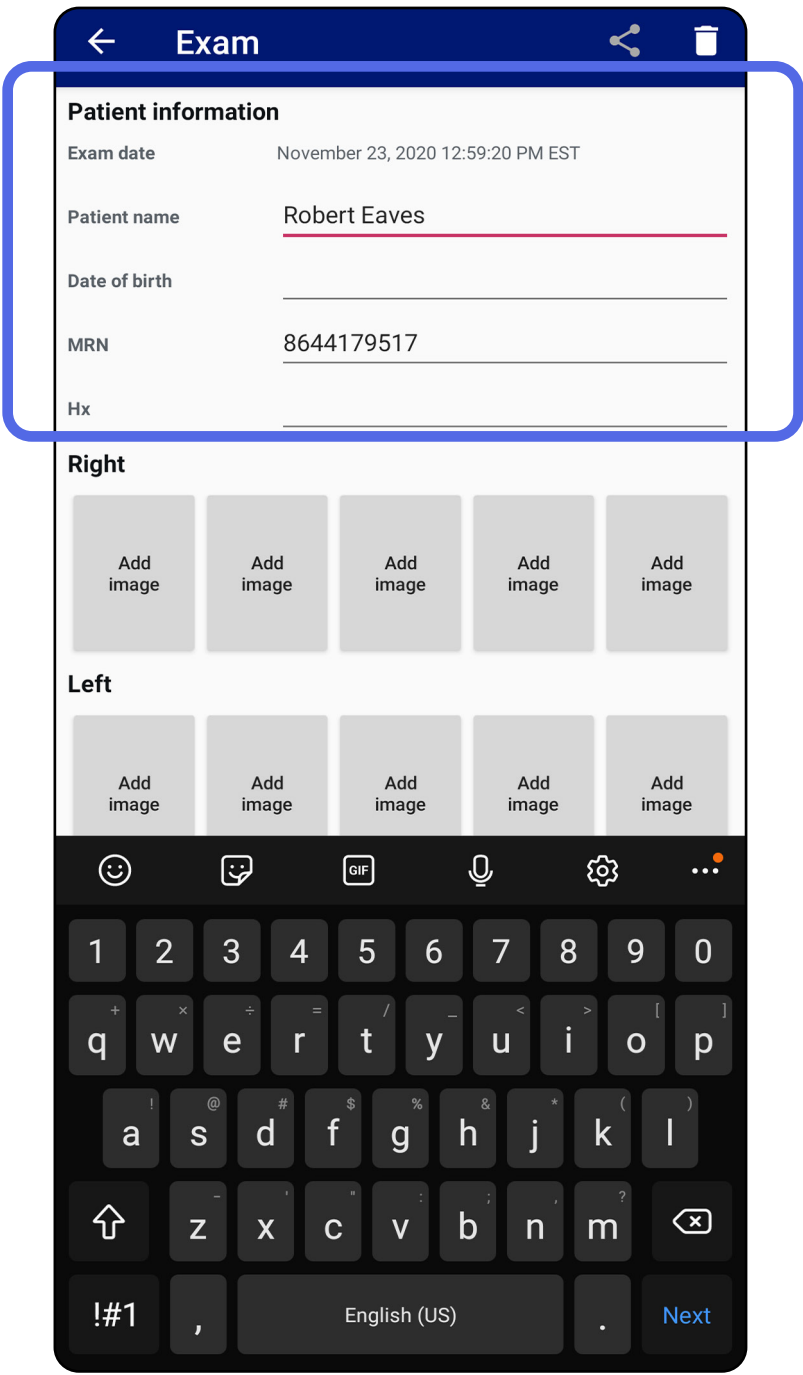 Exam
Patient information
Exam date November 23, 2020 12:59:20 PM EST
Patient name Robert Eaves
Date of birth
MRN 8644179517
Hx
Right
Add image Add image Add image Add image Add image
Left
Add image Add image Add image Add image Add image
GIF
1 2 3 4 5 6 7 8 9 0
+ × ÷ = / _ < > [ ]
q w e r t y u i o p
! @ # $ % & * ( )
a s d f g h j k l
- ' " : ; , ?
z x c v b n m
!#1 , English (US) . Next